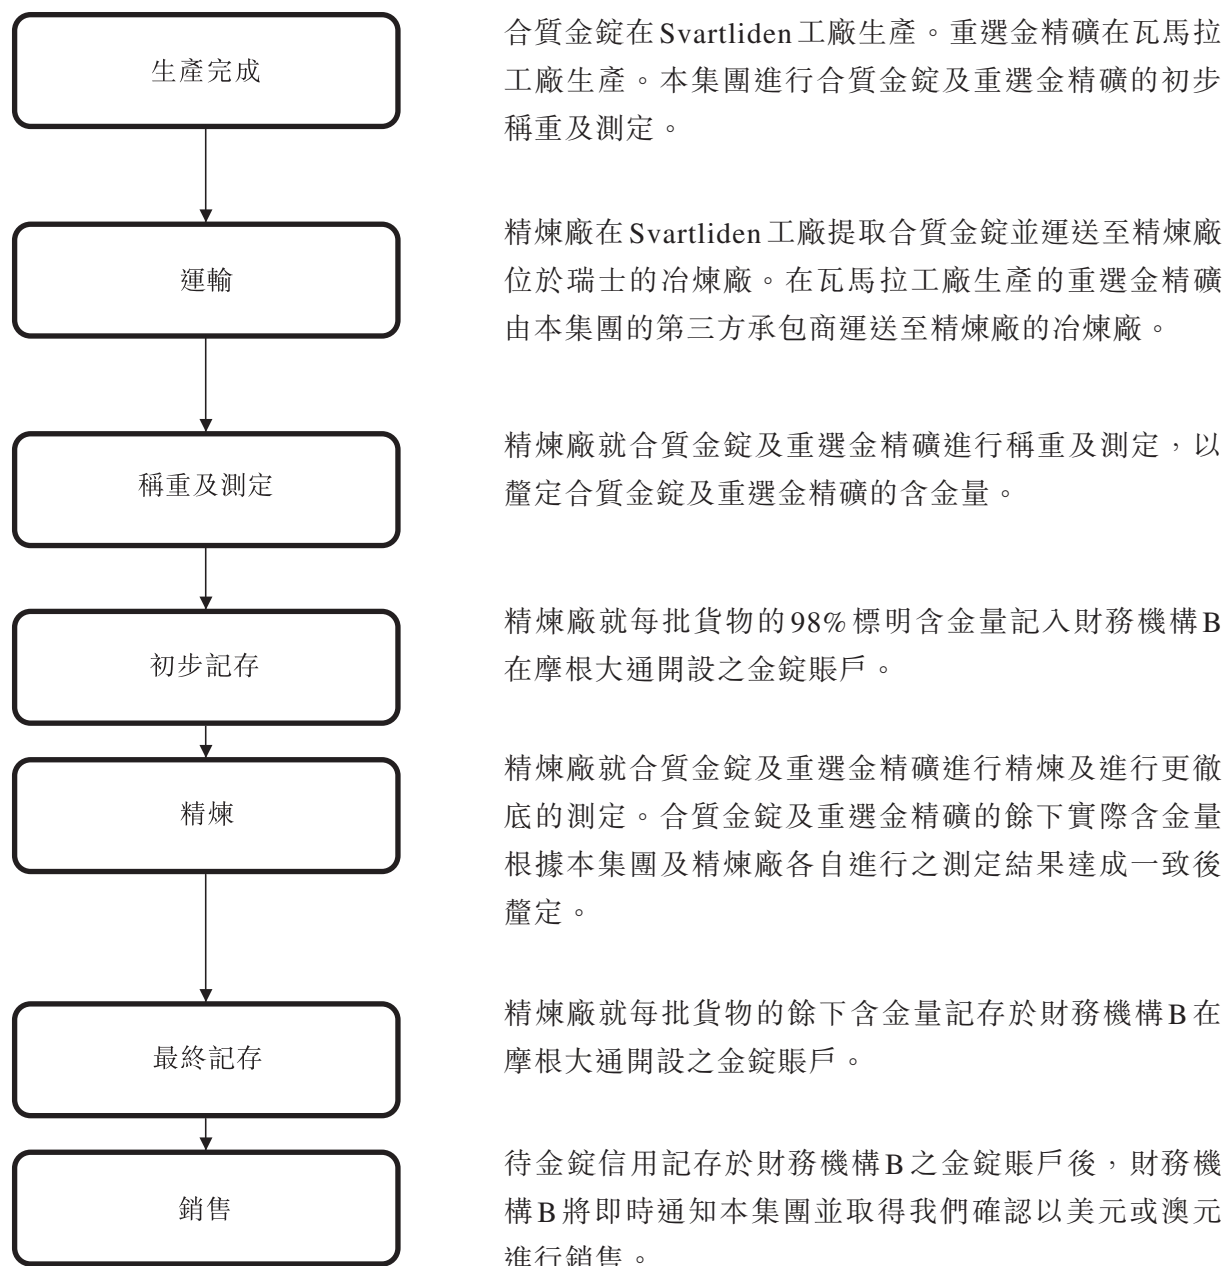 生產完成
合質金錠在Svartliden工廠生產。重選金精礦在瓦馬拉
工廠生產。本集團進行合質金錠及重選金精礦的初步
稱重及測定。
運輸
精煉廠在Svartliden工廠提取合質金錠並運送至精煉廠
位於瑞士的冶煉廠。在瓦馬拉工廠生產的重選金精礦
由本集團的第三方承包商運送至精煉廠的冶煉廠。
稱重及測定
精煉廠就合質金錠及重選金精礦進行稱重及測定，以
釐定合質金錠及重選金精礦的含金量。
初步記存
精煉廠就每批貨物的98%標明含金量記入財務機構B
在摩根大通開設之金錠賬戶。
精煉
精煉廠就合質金錠及重選金精礦進行精煉及進行更徹
底的測定。合質金錠及重選金精礦的餘下實際含金量
根據本集團及精煉廠各自進行之測定結果達成一致後
釐定。
最終記存
精煉廠就每批貨物的餘下含金量記存於財務機構B在
摩根大通開設之金錠賬戶。
銷售
待金錠信用記存於財務機構B之金錠賬戶後，財務機
構B將即時通知本集團並取得我們確認以美元或澳元
進行銷售。